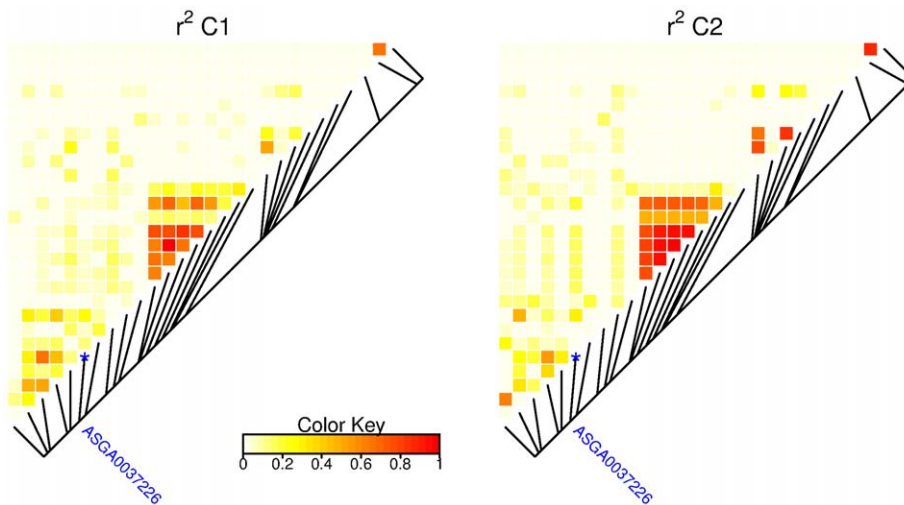 r² C1
r² C2
*
*
Color Key
0 0.2 0.4 0.6 0.8 1
ASGA0037226
ASGA0037226